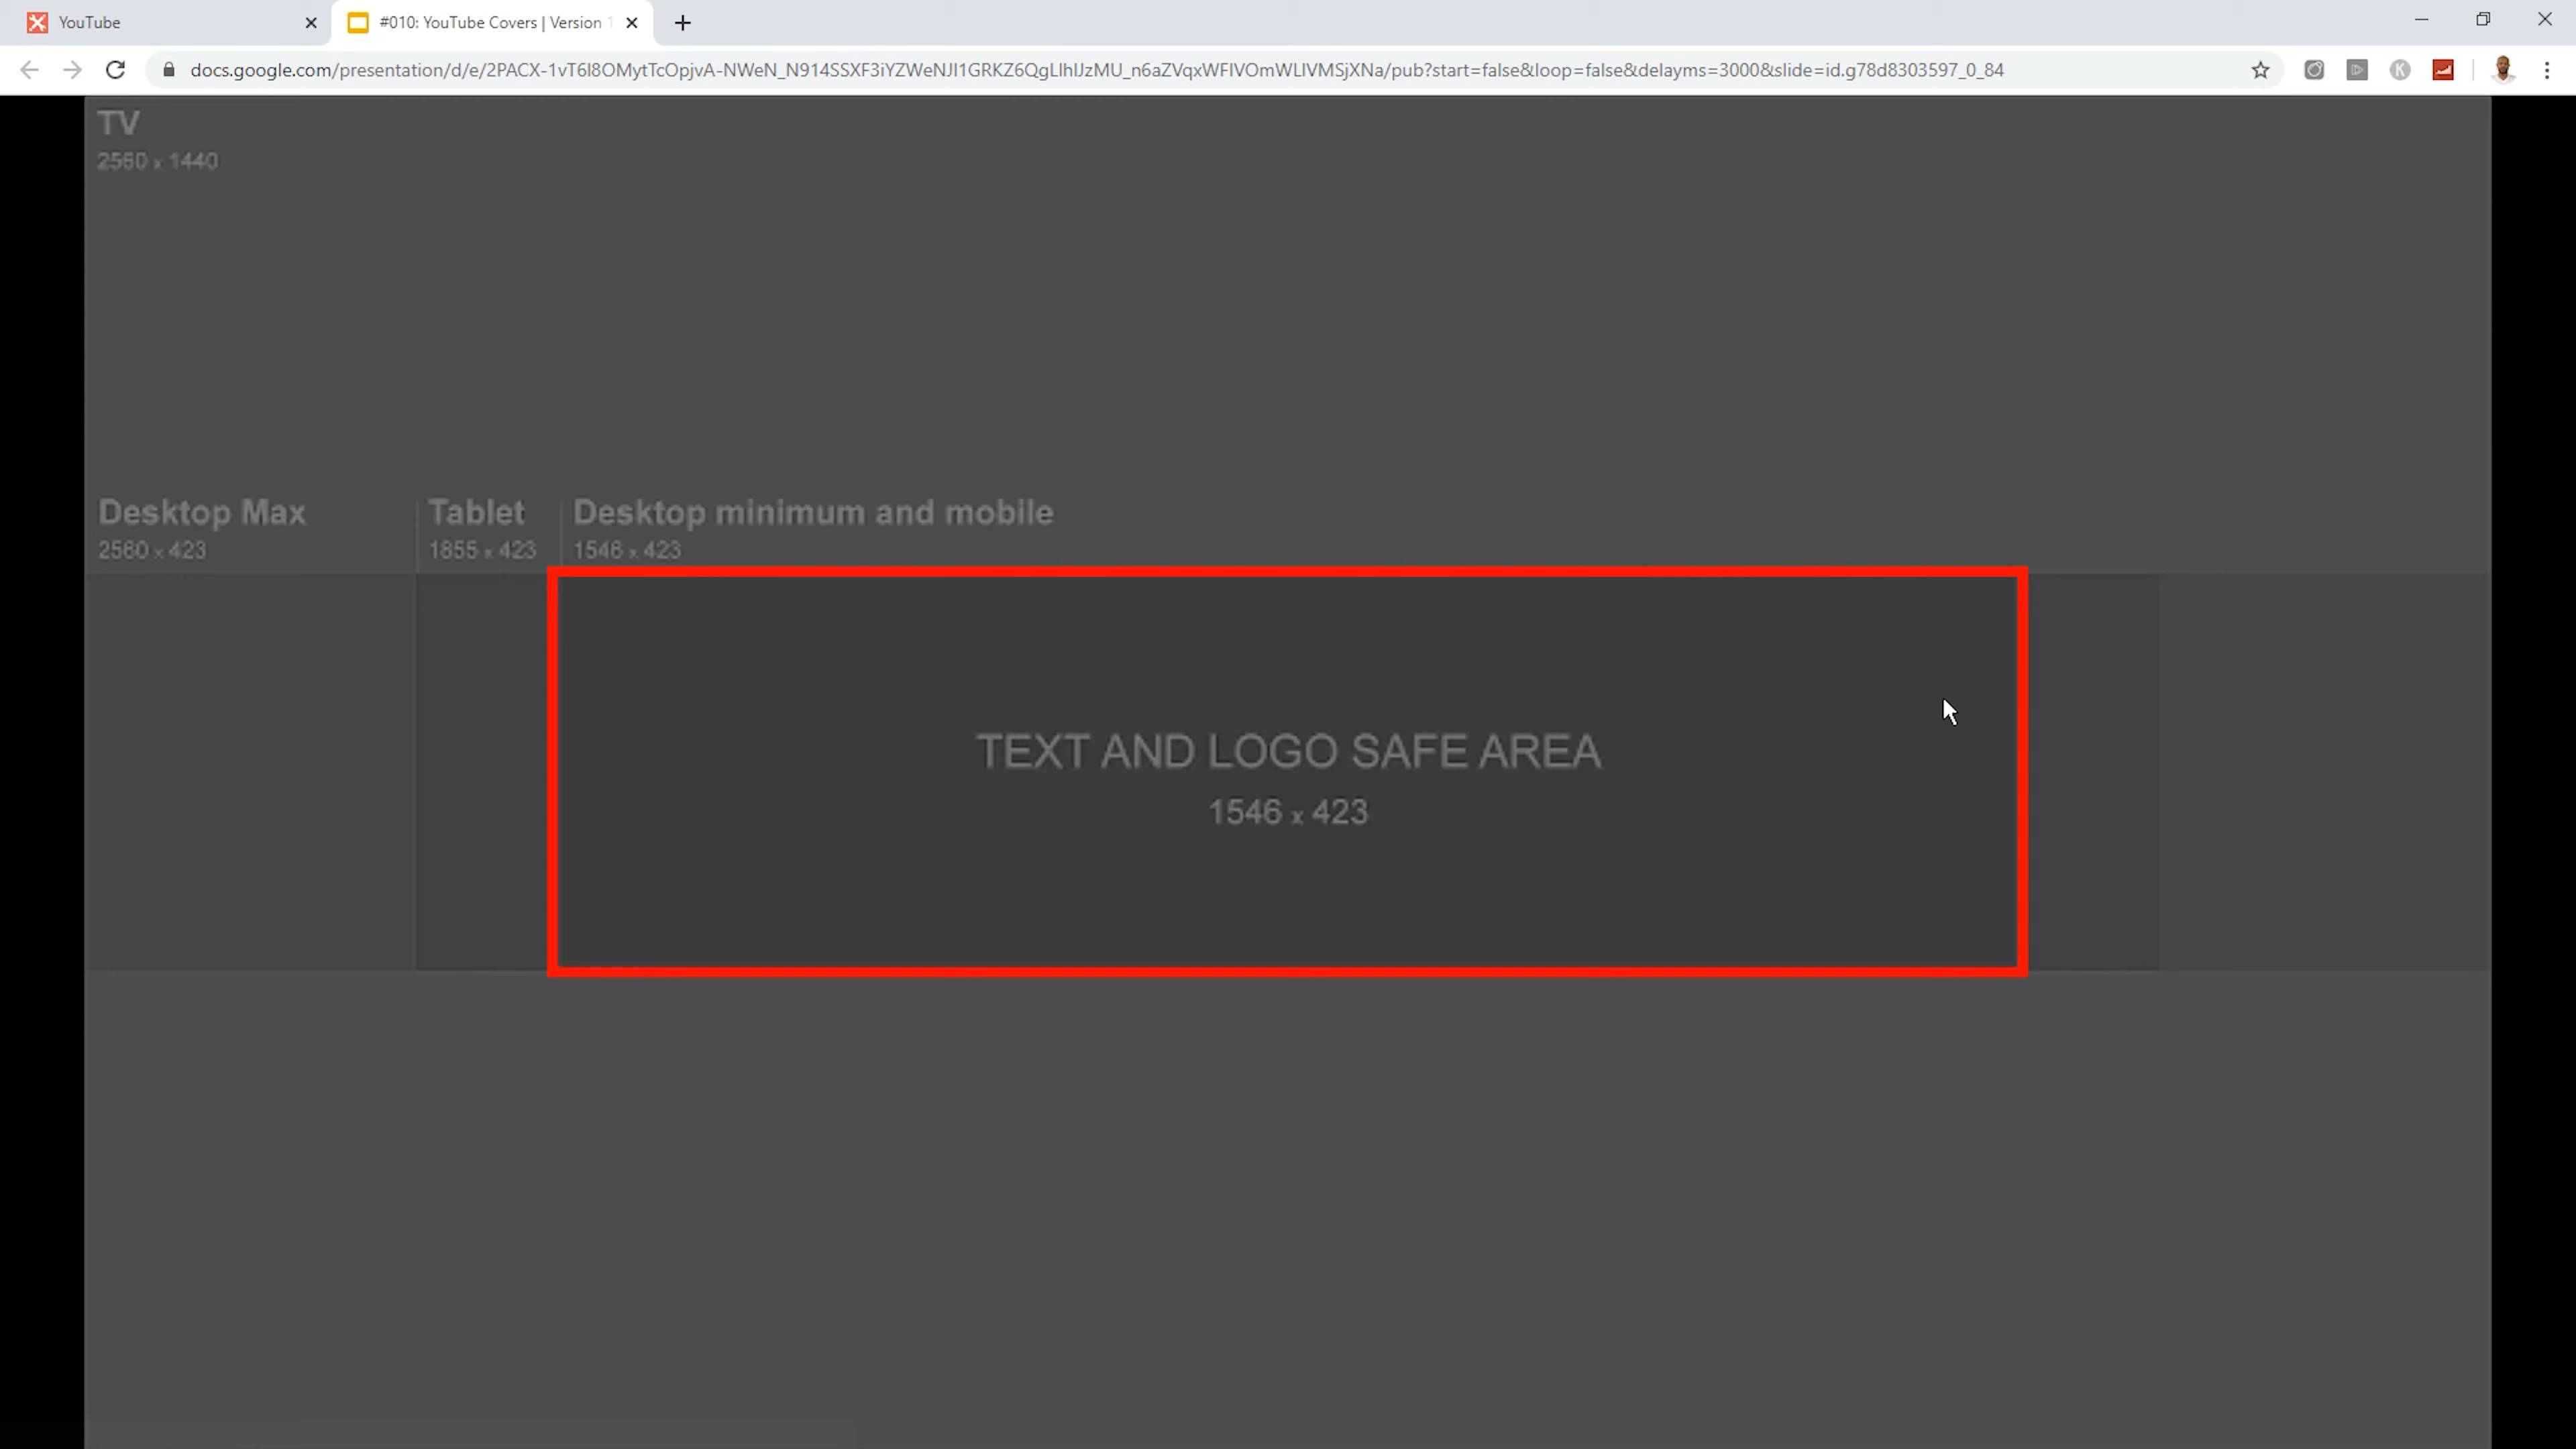 YouTube
#010: YouTube Covers | Version 1
docs.google.com/presentation/d/e/2PACX-1vT6I8OMytTcOpjvA-NWeN_N914SSXF3iYZWeNJI1GRKZ6QgLlhIJzMU_n6aZVqxWFIVOmWLIVMSjXNa/pub?start=false&loop=false&delayms=3000&slide=id.g78d8303597_0_84
K
TV
2560 x 1440
Desktop Max
2560 x 423
Tablet
1855 x 423
Desktop minimum and mobile
1546 x 423
TEXT AND LOGO SAFE AREA
1546 x 423